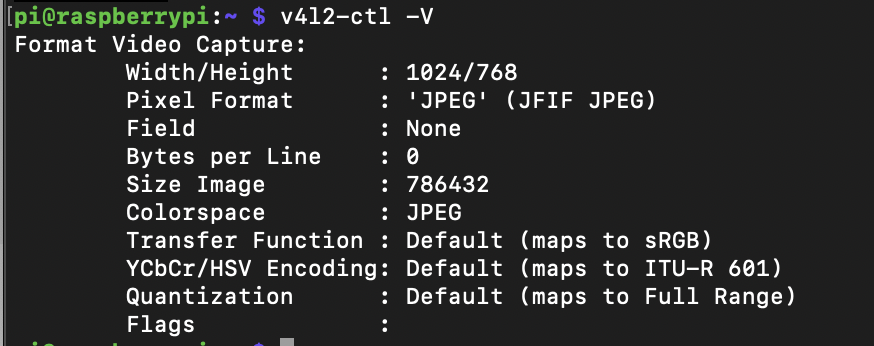 [pi@raspberrypi:~ $ v4l2-ctl -V
Format Video Capture:
Width/Height : 1024/768
Pixel Format : 'JPEG' (JFIF JPEG)
Field : None
Bytes per Line : 0
Size Image : 786432
Colorspace : JPEG
Transfer Function : Default (maps to sRGB)
YCbCr/HSV Encoding: Default (maps to ITU-R 601)
Quantization : Default (maps to Full Range)
Flags :
pi@raspberrypi:~ $